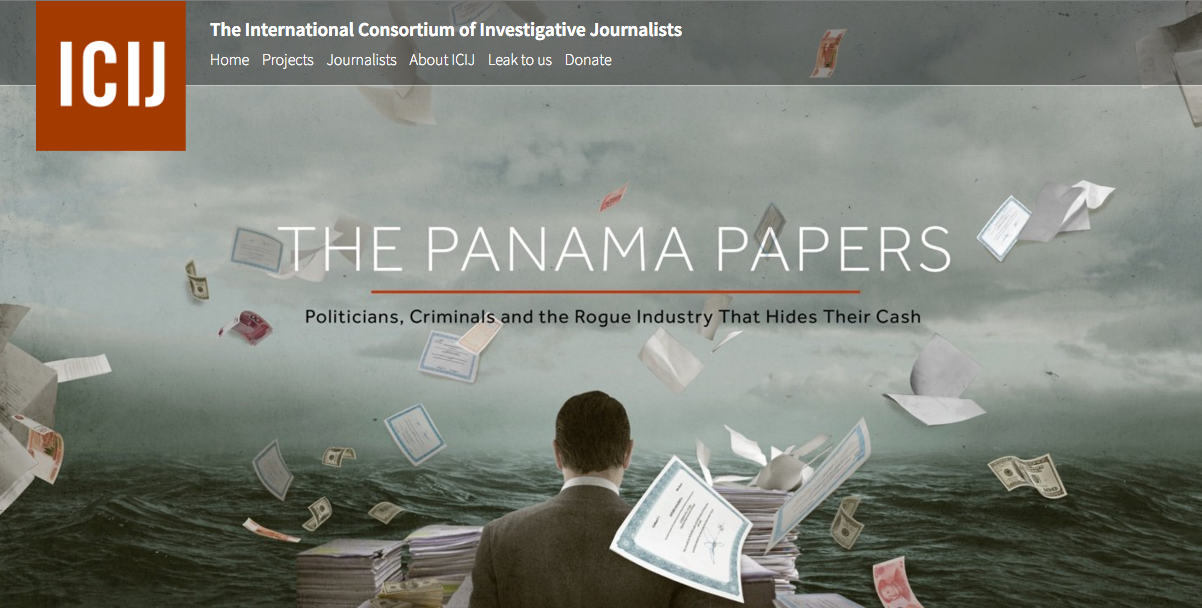 ICIJ
The International Consortium of Investigative Journalists
Home Projects Journalists About ICIJ Leak to us Donate
THE PANAMA PAPERS
Politicians, Criminals and the Rogue Industry That Hides Their Cash